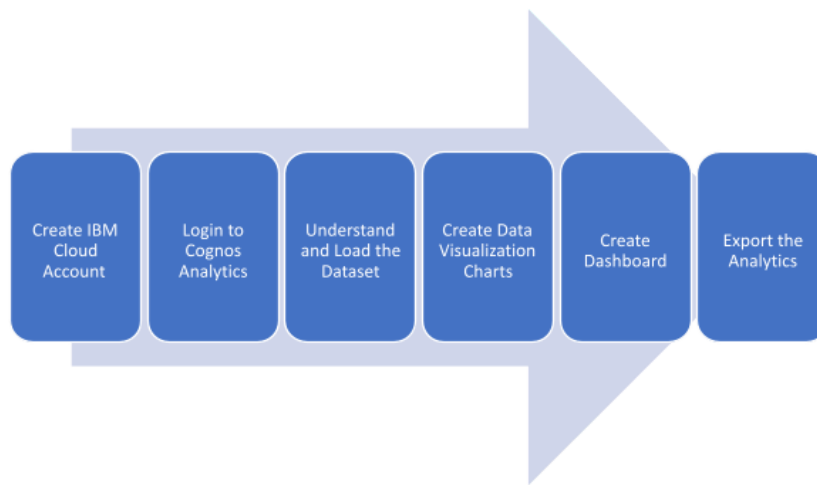 Create IBM
Cloud
Account
Login to
Cognos
Analytics
Understand
and Load the
Dataset
Create Data
Visualization
Charts
Create
Dashboard
Export the
Analytics